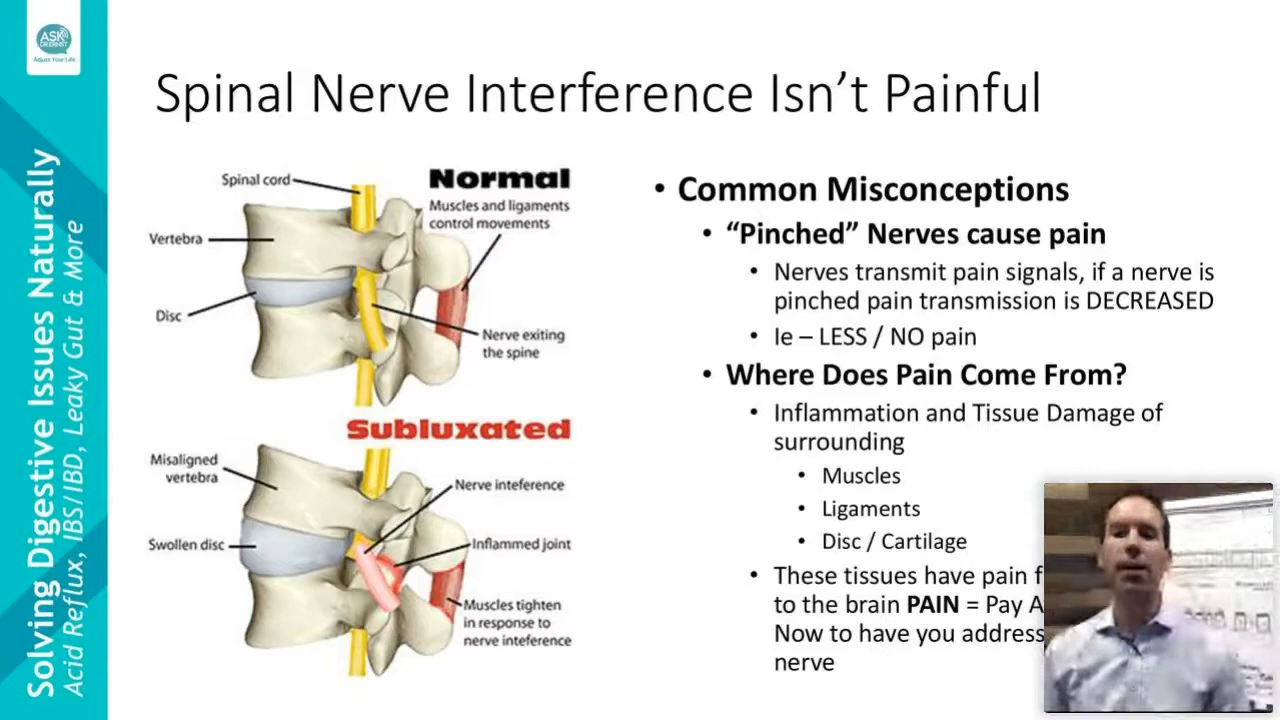 ASK
DR.ERNST
Adjust Your Life
Solving Digestive Issues Naturally
Acid Reflux, IBS/IBD, Leaky Gut & More
Spinal Nerve Interference Isn't Painful
Spinal cord
Normal
Muscles and ligaments
control movements
Vertebra
Disc
Nerve exiting
the spine
Subluxated
Misaligned
vertebra
Nerve inteference
Swollen disc
Inflammed joint
Muscles tighten
in response to
nerve inteference
• Common Misconceptions
• "Pinched" Nerves cause pain
• Nerves transmit pain signals, if a nerve is
pinched pain transmission is DECREASED
• Ie – LESS / NO pain
• Where Does Pain Come From?
• Inflammation and Tissue Damage of
surrounding
• Muscles
• Ligaments
• Disc / Cartilage
• These tissues have pain
to the brain PAIN = Pay
Now to have you address
nerve